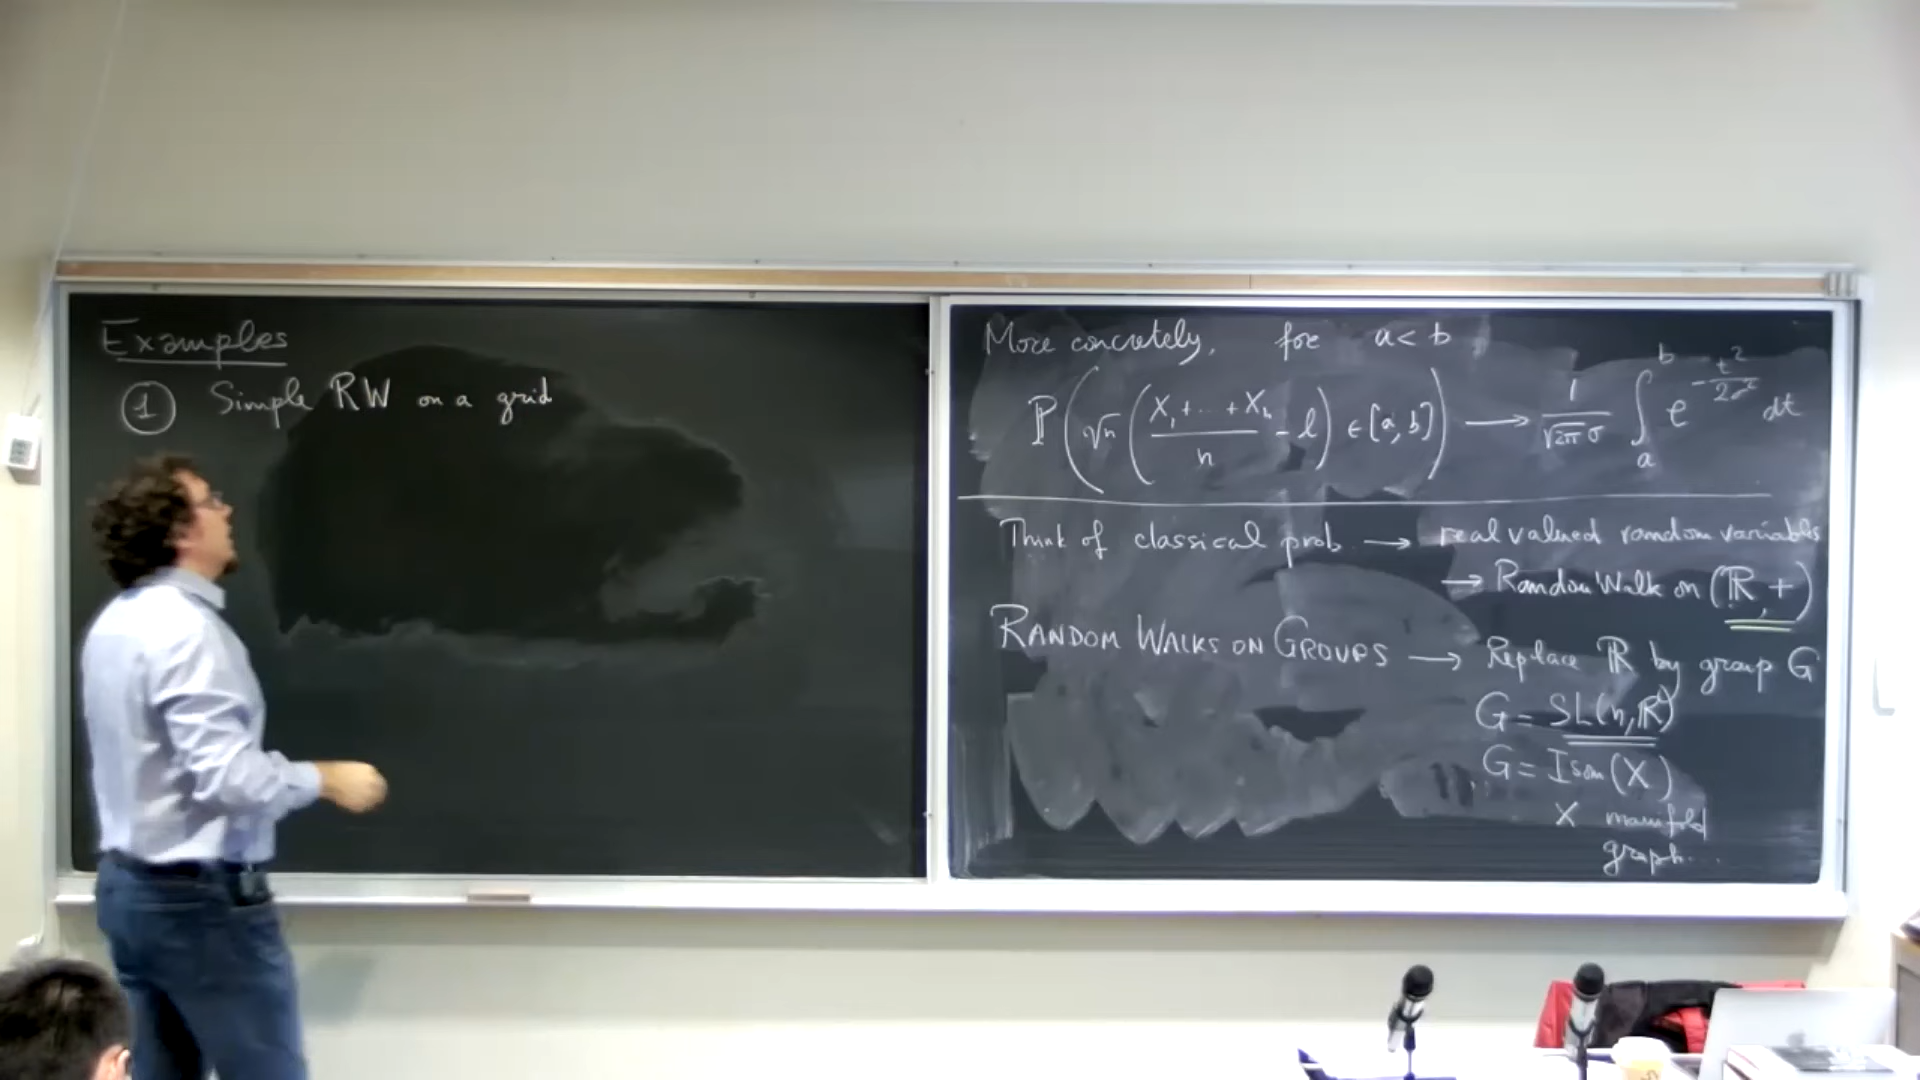 Examples
① Simple RW on a grid
More concretely, for a < b
ℙ(√n((X₁ + ... + Xₙ)/n - l) ∈ [a, b]) → 1/(√2π σ) ∫ₐᵇ e^(-t²/2σ²) dt
Think of classical prob. → real valued random variables
→ Random Walk on (ℝ, +)
RANDOM WALKS ON GROUPS → Replace ℝ by group G
G = SL(n, ℝ)
G = Isom(X)
X manifold
graph...